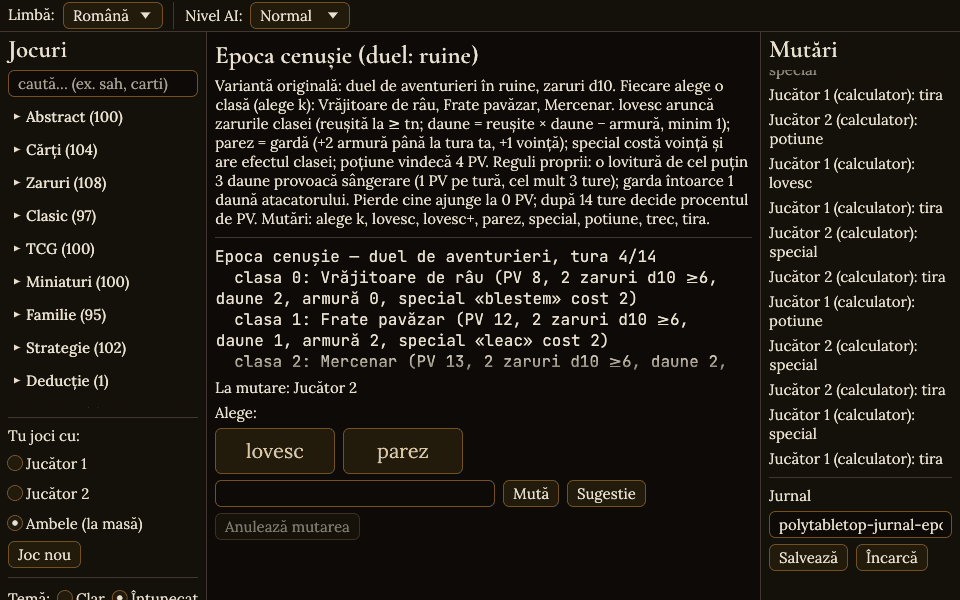 Limbă: Română Nivel AI: Normal
Jocuri
caută... (ex. sah, carti)
Abstract (100)
Cărți (104)
Zaruri (108)
Clasic (97)
TCG (100)
Miniaturi (100)
Familie (95)
Strategie (102)
Deducție (1)
Tu joci cu:
Jucător 1
Jucător 2
Ambele (la masă)
Joc nou
Temă: Clar Întunecat
Epoca cenușie (duel: ruine)
Variantă originală: duel de aventurieri în ruine, zaruri d10. Fiecare alege o
clasă (alege k): Vrăjitoare de râu, Frate pavăzar, Mercenar. lovesc aruncă
zarurile clasei (reușită la ≥ tn; daune = reușite × daune − armură, minim 1);
parez = gardă (+2 armură până la tura ta, +1 voință); special costă voință și
are efectul clasei; poțiune vindecă 4 PV. Reguli proprii: o lovitură de cel puțin
3 daune provoacă sângerare (1 PV pe tură, cel mult 3 ture); garda întoarce 1
daună atacatorului. Pierde cine ajunge la 0 PV; după 14 ture decide procentul
de PV. Mutări: alege k, lovesc, lovesc+, parez, special, potiune, trec, tira.
Epoca cenușie — duel de aventurieri, tura 4/14
clasa 0: Vrăjitoare de râu (PV 8, 2 zaruri d10 ≥6,
daune 2, armură 0, special «blestem» cost 2)
clasa 1: Frate pavăzar (PV 12, 2 zaruri d10 ≥6,
daune 1, armură 2, special «leac» cost 2)
clasa 2: Mercenar (PV 13, 2 zaruri d10 ≥6, daune 2,
La mutare: Jucător 2
Alege:
lovesc parez
Mută Sugestie
Anulează mutarea
Mutări
special
Jucător 1 (calculator): tira
Jucător 2 (calculator):
potiune
Jucător 1 (calculator):
lovesc
Jucător 1 (calculator): tira
Jucător 2 (calculator):
special
Jucător 2 (calculator): tira
Jucător 1 (calculator):
potiune
Jucător 2 (calculator):
special
Jucător 2 (calculator): tira
Jucător 1 (calculator):
special
Jucător 1 (calculator): tira
Jurnal
polytabletop-jurnal-epo
Salvează Încarcă